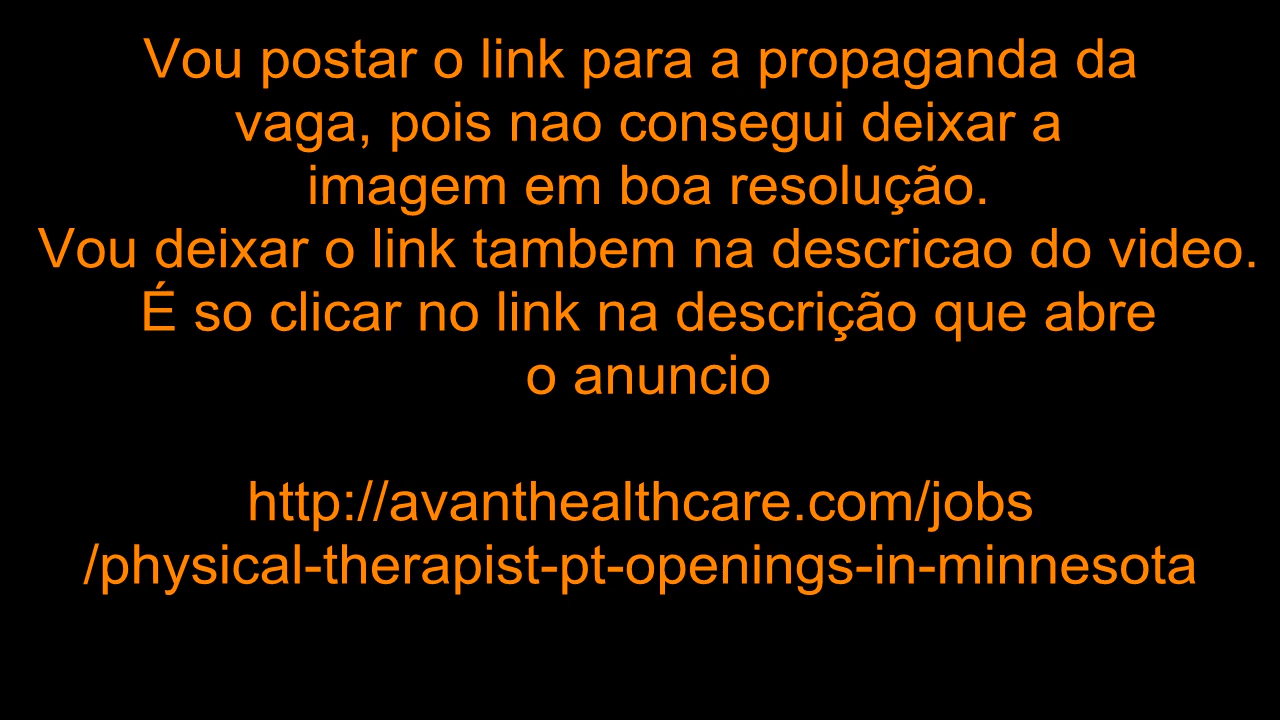 Vou postar o link para a propaganda da
vaga, pois nao consegui deixar a
imagem em boa resolução.
Vou deixar o link tambem na descricao do video.
É so clicar no link na descrição que abre
o anuncio
http://avanthealthcare.com/jobs
/physical-therapist-pt-openings-in-minnesota